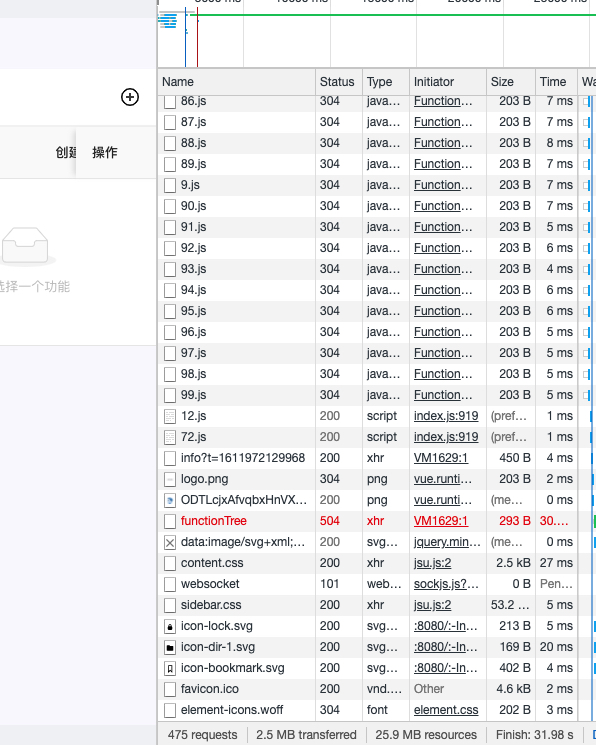 Name Status Type Initiator Size Time
86.js 304 java… Function… 203 B 7 ms
87.js 304 java… Function… 203 B 7 ms
88.js 304 java… Function… 203 B 8 ms
89.js 304 java… Function… 203 B 7 ms
9.js 304 java… Function… 203 B 7 ms
90.js 304 java… Function… 203 B 7 ms
91.js 304 java… Function… 203 B 5 ms
92.js 304 java… Function… 203 B 6 ms
93.js 304 java… Function… 203 B 4 ms
94.js 304 java… Function… 203 B 6 ms
95.js 304 java… Function… 203 B 6 ms
96.js 304 java… Function… 203 B 5 ms
97.js 304 java… Function… 203 B 5 ms
98.js 304 java… Function… 203 B 5 ms
99.js 304 java… Function… 203 B 5 ms
12.js 200 script index.js:919 (pref… 1 ms
72.js 200 script index.js:919 (pref… 1 ms
info?t=1611972129968 200 xhr VM1629:1 450 B 4 ms
logo.png 304 png vue.runti… 203 B 2 ms
ODTLcjxAfvqbxHnVX… 200 png vue.runti… (me… 0 ms
functionTree 504 xhr VM1629:1 293 B 30.…
data:image/svg+xml;… 200 svg… jquery.min… (me… 0 ms
content.css 200 xhr jsu.js:2 2.5 kB 27 ms
websocket 101 web… sockjs.js?… 0 B Pen…
sidebar.css 200 xhr jsu.js:2 53.2 … 5 ms
icon-lock.svg 200 svg… :8080/:-In… 213 B 5 ms
icon-dir-1.svg 200 svg… :8080/:-In… 169 B 20 ms
icon-bookmark.svg 200 svg… :8080/:-In… 402 B 4 ms
favicon.ico 200 vnd.… Other 4.6 kB 2 ms
element-icons.woff 304 font element.css 202 B 3 ms
475 requests 2.5 MB transferred 25.9 MB resources Finish: 31.98 s
创建 操作
选择一个功能